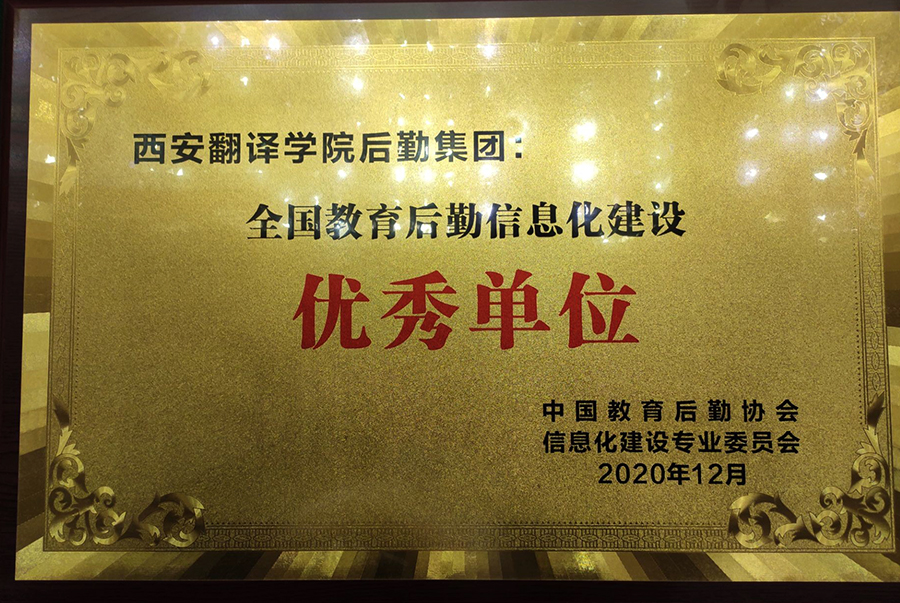 西安翻译学院后勤集团：
全国教育后勤信息化建设
优秀单位
中国教育后勤协会
信息化建设专业委员会
2020年12月